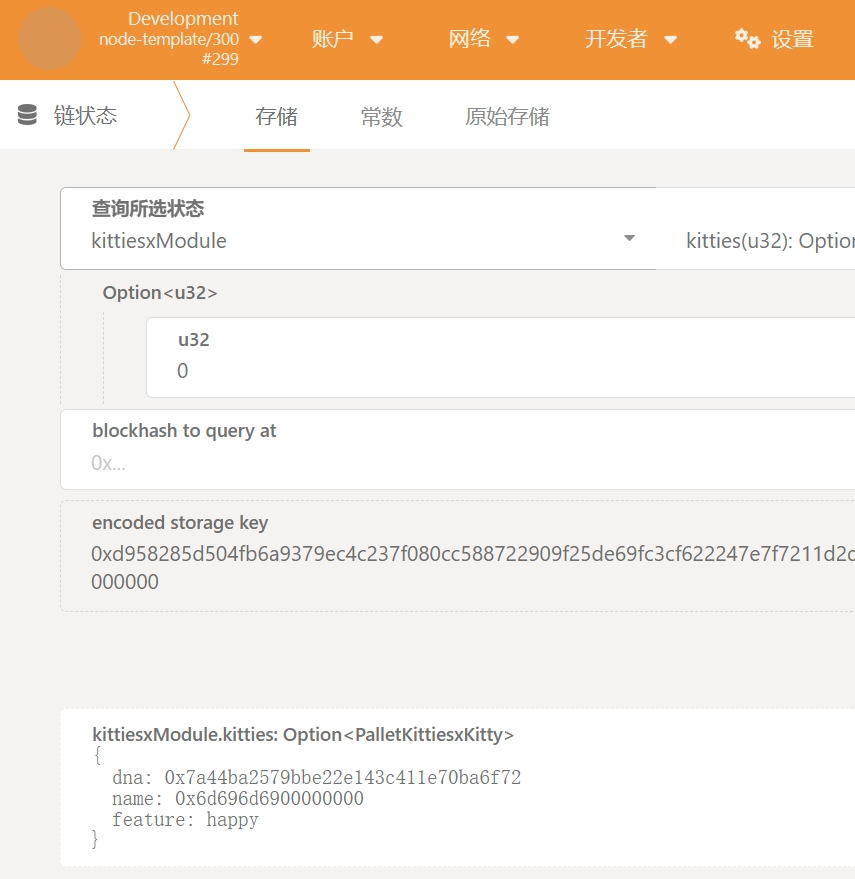 Development
node-template/300
#299
账户
网络
开发者
设置
链状态
存储
常数
原始存储
查询所选状态
kittiesxModule
kitties(u32): Option
Option<u32>
u32
0
blockhash to query at
0x...
encoded storage key
0xd958285d504fb6a9379ec4c237f080cc588722909f25de69fc3cf622247e7f7211d2d
000000
kittiesxModule.kitties: Option<PalletKittiesxKitty>
{
dna: 0x7a44ba2579bbe22e143c411e70ba6f72
name: 0x6d696d6900000000
feature: happy
}